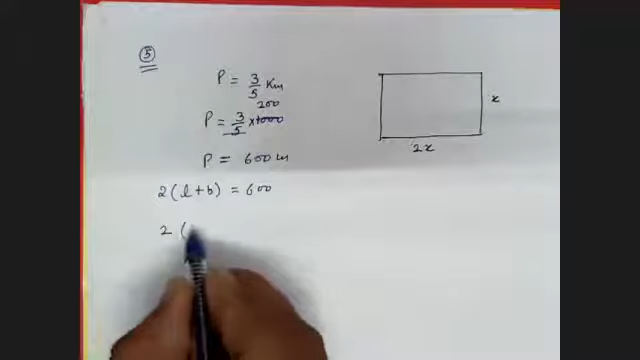 5
P = 3/5 Km
200
P = 3/5 × 1000
P = 600 m
2(l+b) = 600
2 (
x
2x